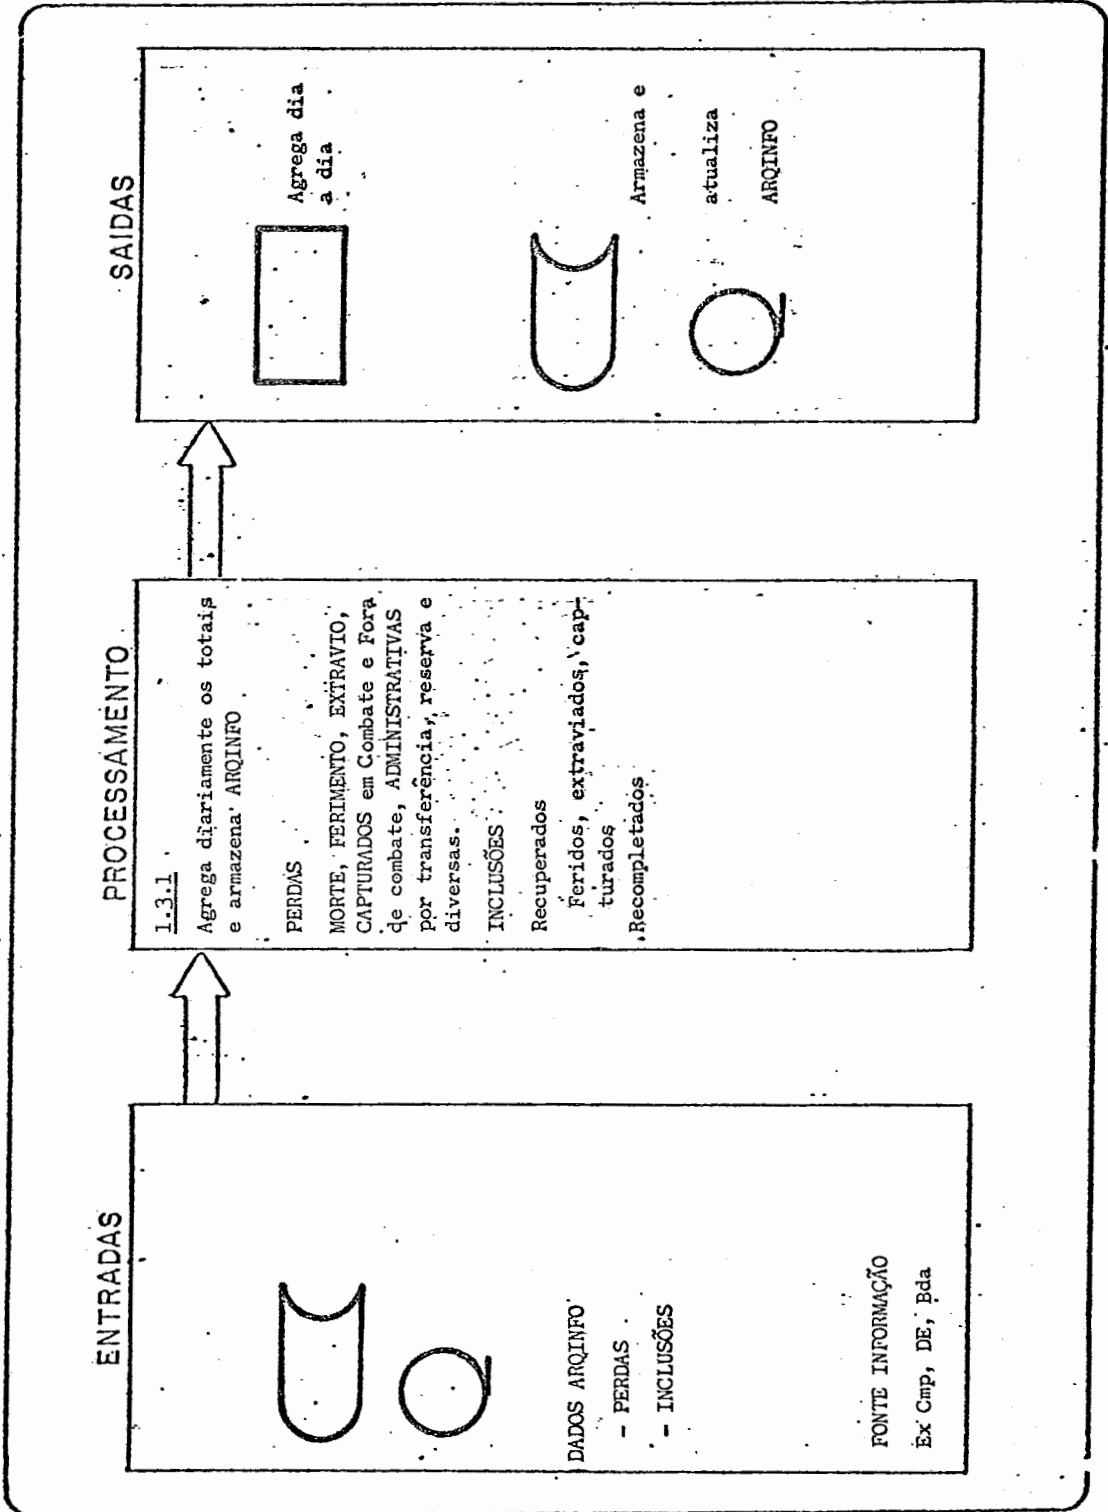 ENTRADAS
DADOS ARQINFO
- PERDAS
- INCLUSÕES
FONTE INFORMAÇÃO
Ex Cmp, DE, Bda
PROCESSAMENTO
1.3.1
Agrega diariamente os totais
e armazena ARQINFO
PERDAS
MORTE, FERIMENTO, EXTRAVIO,
CAPTURADOS em Combate e Fora
de combate, ADMINISTRATIVAS
por transferência, reserva e
diversas.
INCLUSÕES
Recuperados
Feridos, extraviados, cap-
turados
Recompletados
SAIDAS
Agrega dia
a dia
Armazena e
atualiza
ARQINFO